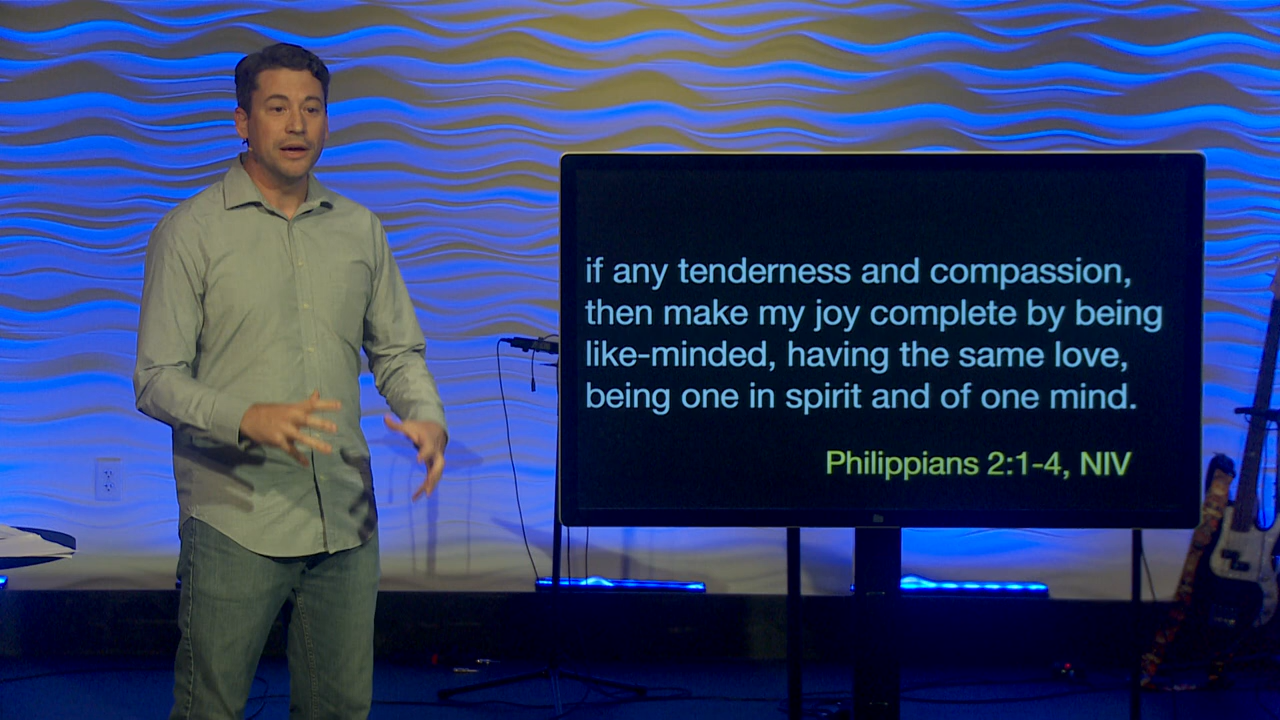 if any tenderness and compassion,
then make my joy complete by being
like-minded, having the same love,
being one in spirit and of one mind.
Philippians 2:1-4, NIV